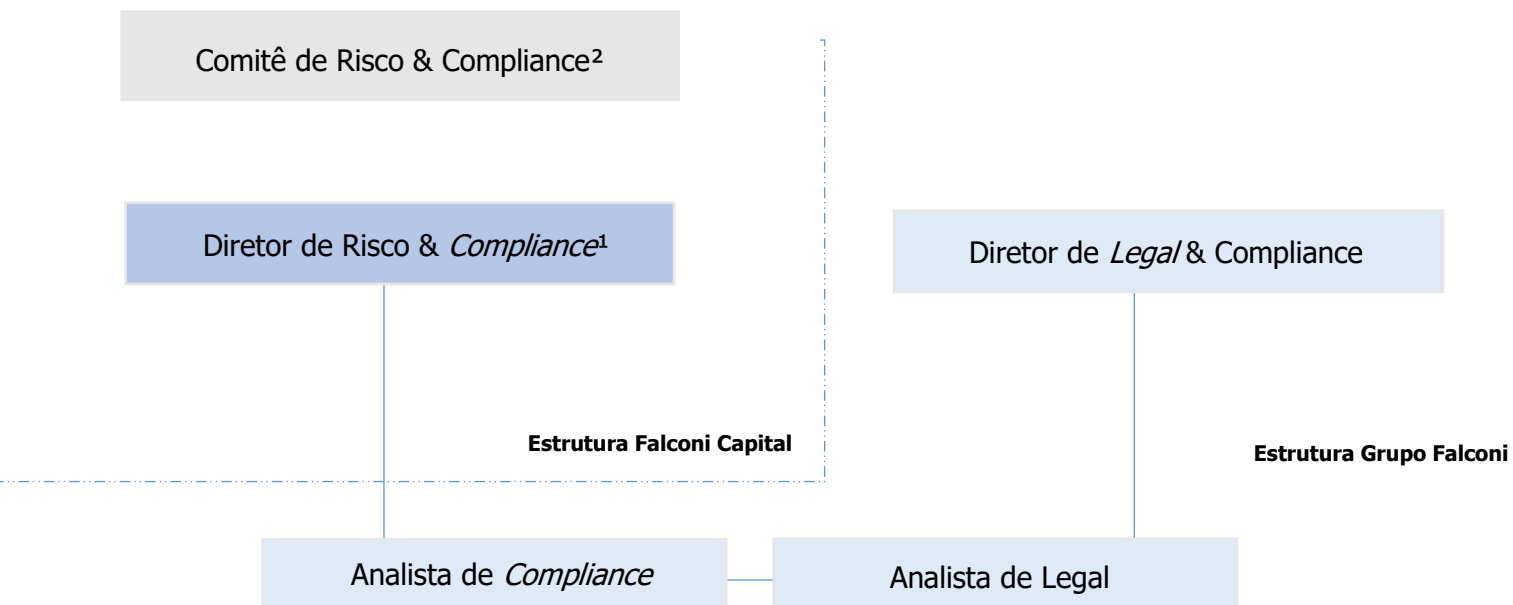 Comitê de Risco & Compliance²
Diretor de Risco & Compliance¹
Diretor de Legal & Compliance
Estrutura Falconi Capital
Estrutura Grupo Falconi
Analista de Compliance
Analista de Legal